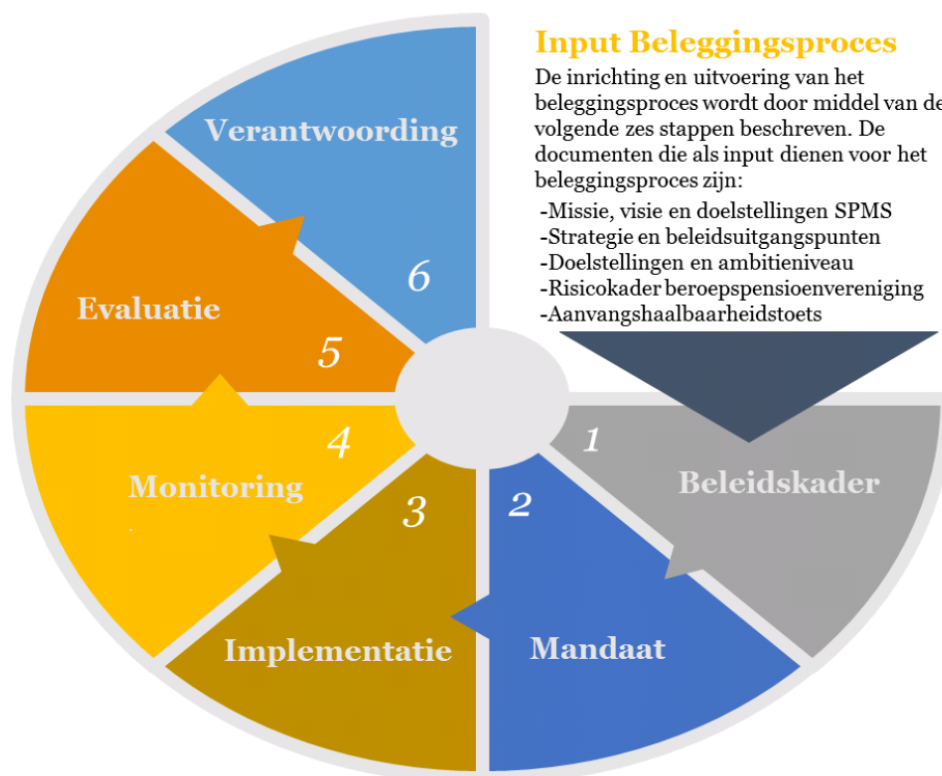 Input Beleggingsproces
De inrichting en uitvoering van het
beleggingsproces wordt door middel van de
volgende zes stappen beschreven. De
documenten die als input dienen voor het
beleggingsproces zijn:
-Missie, visie en doelstellingen SPMS
-Strategie en beleidsuitgangspunten
-Doelstellingen en ambitieniveau
-Risicokader beroepspensioenvereniging
-Aanvangshaalbaarheidstoets
1
Beleidskader
2
Mandaat
3
Implementatie
4
Monitoring
5
Evaluatie
6
Verantwoording